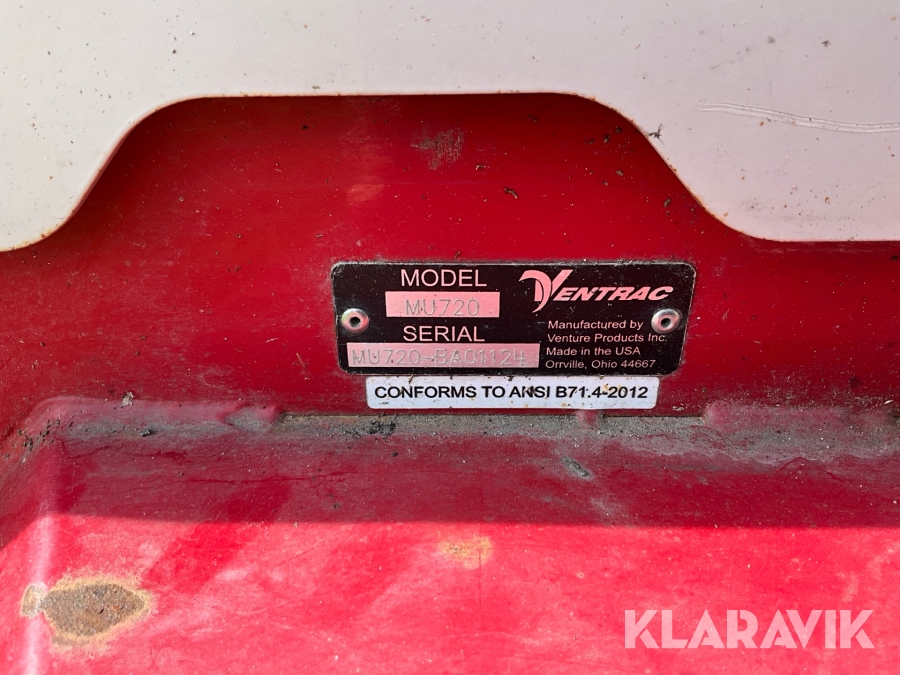 MODEL
VENTRAC
MU720
SERIAL
MU720-BA01124
Manufactured by
Venture Products Inc.
Made in the USA
Orrville, Ohio 44667
CONFORMS TO ANSI B71.4-2012
KLARAVIK